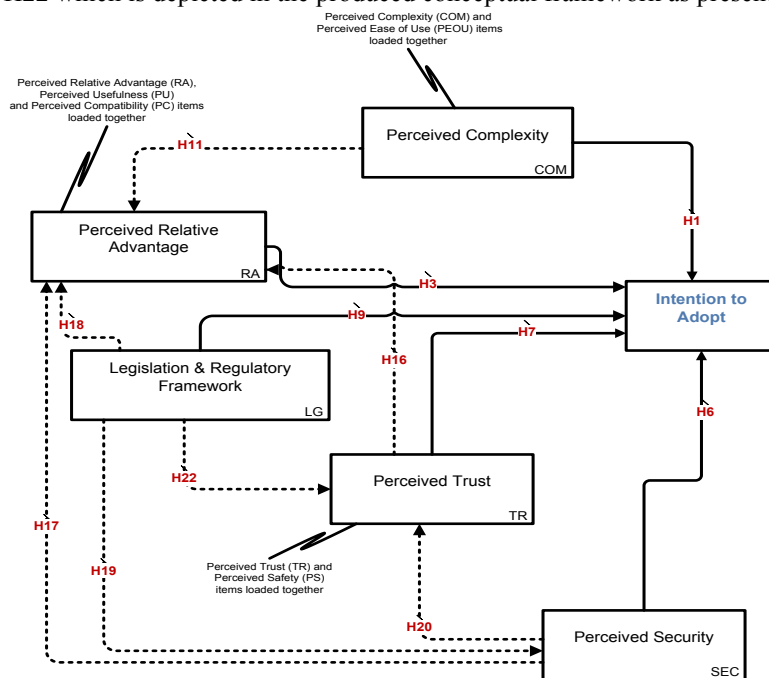 H22 which is depicted in the produced conceptual framework as present
Perceived Complexity (COM) and
Perceived Ease of Use (PEOU) items
loaded together
Perceived Relative Advantage (RA),
Perceived Usefulness (PU)
and Perceived Compatibility (PC) items
loaded together
Perceived Complexity
COM
H11
H1
Perceived Relative
Advantage
RA
H3
Intention to
Adopt
H18
H9
H7
Legislation & Regulatory
Framework
LG
H16
H6
H22
Perceived Trust
TR
H17
H19
Perceived Trust (TR) and
Perceived Safety (PS)
items loaded together
H20
Perceived Security
SEC